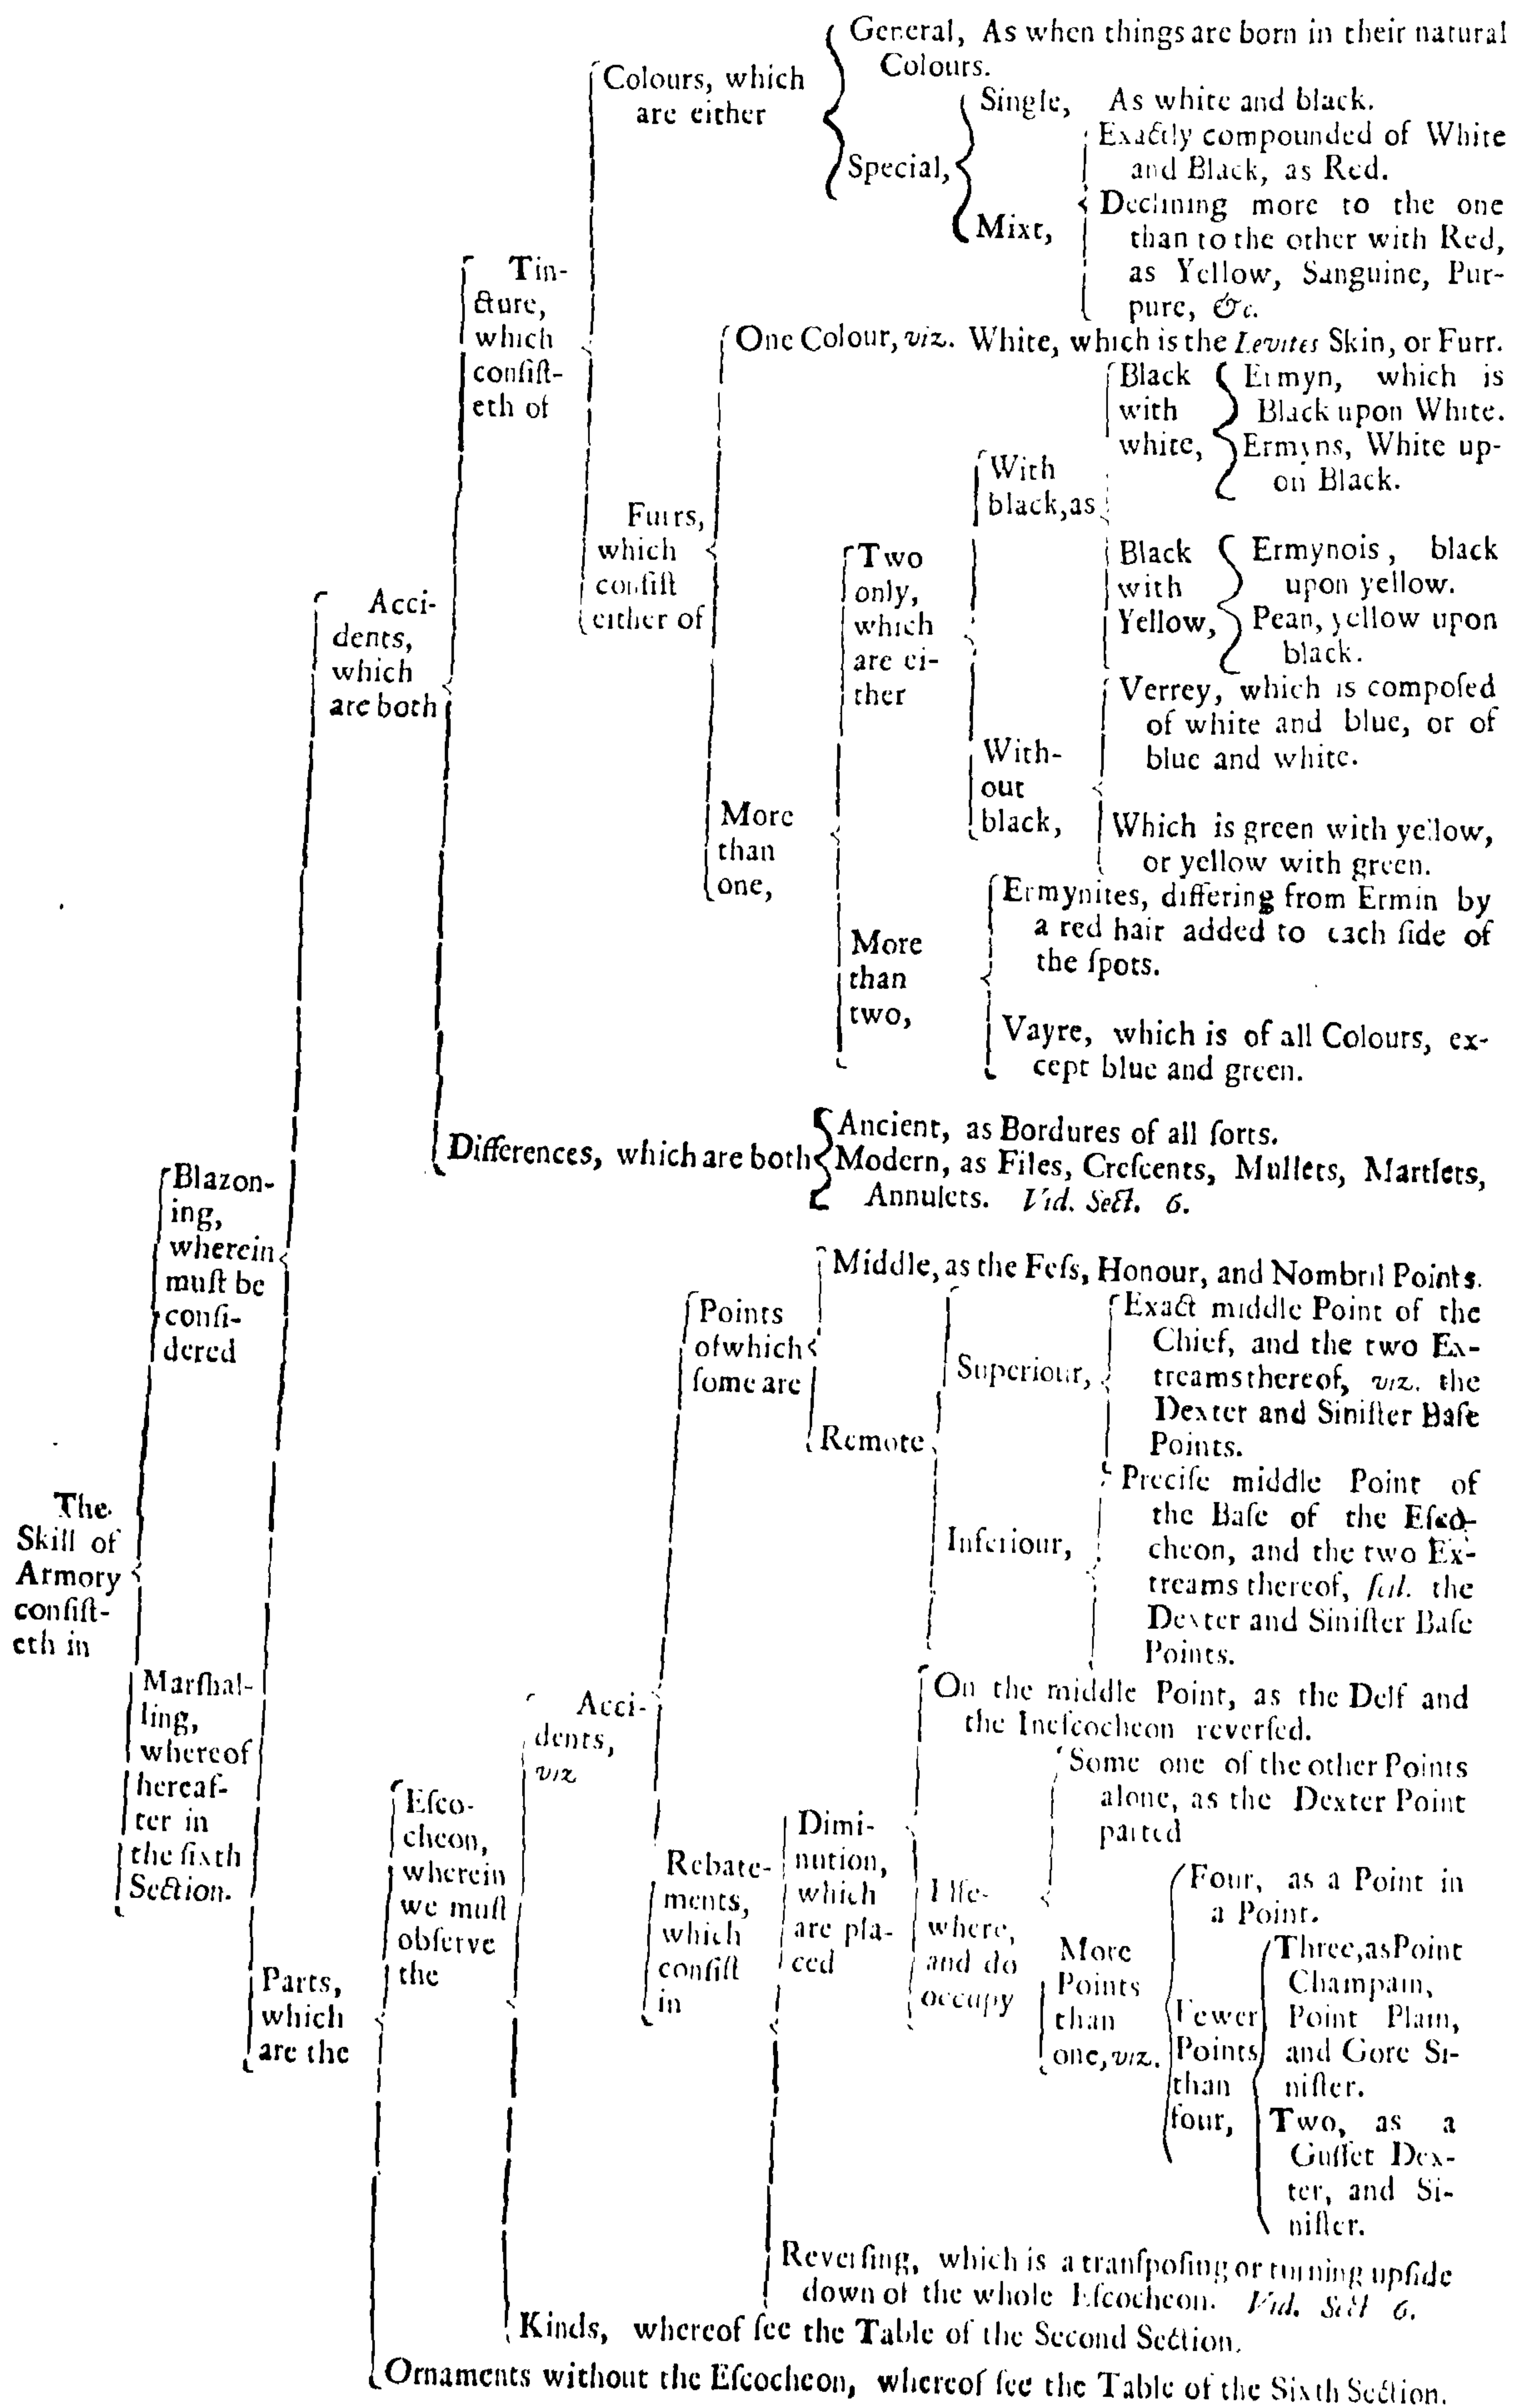 The
Skill of
Armory
conſiſt-
eth in
Blazon-
ing,
wherein
muſt be
conſi-
dered
Acci-
dents,
which
are both
Tin-
cture,
which
conſiſt-
eth of
Colours, which
are either
General, As when things are born in their natural
Colours.
Special,
Single, As white and black.
Mixt,
Exactly compounded of White
and Black, as Red.
Declining more to the one
than to the other with Red,
as Yellow, Sanguine, Pur-
pure, &c.
Furrs,
which
conſiſt
either of
One Colour, viz. White, which is the Levites Skin, or Furr.
More
than
one,
Two
only,
which
are ei-
ther
With
black, as
Black
with
white,
Ermyn, which is
Black upon White.
Ermyns, White up-
on Black.
Black
with
Yellow,
Ermynois, black
upon yellow.
Pean, yellow upon
black.
With-
out
black,
Verrey, which is compoſed
of white and blue, or of
blue and white.
Which is green with yellow,
or yellow with green.
More
than
two,
Ermynites, differing from Ermin by
a red hair added to each ſide of
the ſpots.
Vayre, which is of all Colours, ex-
cept blue and green.
Differences, which are both
Ancient, as Bordures of all ſorts.
Modern, as Files, Creſcents, Mullets, Martlets,
Annulets. Vid. Sect. 6.
Parts,
which
are the
Eſco-
cheon,
wherein
we muſt
obſerve
the
Acci-
dents,
viz
Points
of which
ſome are
Middle, as the Feſs, Honour, and Nombril Points.
Remote
Superiour,
Exact middle Point of the
Chief, and the two Ex-
treams thereof, viz. the
Dexter and Siniſter Baſe
Points.
Inferiour,
Preciſe middle Point of
the Baſe of the Eſco-
cheon, and the two Ex-
treams thereof, ſcil. the
Dexter and Siniſter Baſe
Points.
Rebate-
ments,
which
conſiſt
in
Dimi-
nution,
which
are pla-
ced
On the middle Point, as the Delf and
the Ineſcocheon reverſed.
Elſe-
where,
and do
occupy
Some one of the other Points
alone, as the Dexter Point
parted
More
Points
than
one, viz.
Four, as a Point in
a Point.
Fewer
Points
than
four,
Three, as Point
Champain,
Point Plain,
and Gore Si-
niſter.
Two, as a
Guſſet Dex-
ter, and Si-
niſter.
Reverſing, which is a tranſpoſing or turning upſide
down of the whole Eſcocheon. Vid. Sect 6.
Kinds, whereof ſee the Table of the Second Section.
Ornaments without the Eſcocheon, whereof ſee the Table of the Sixth Section.
Marſhal-
ling,
whereof
hereaf-
ter in
the ſixth
Section.